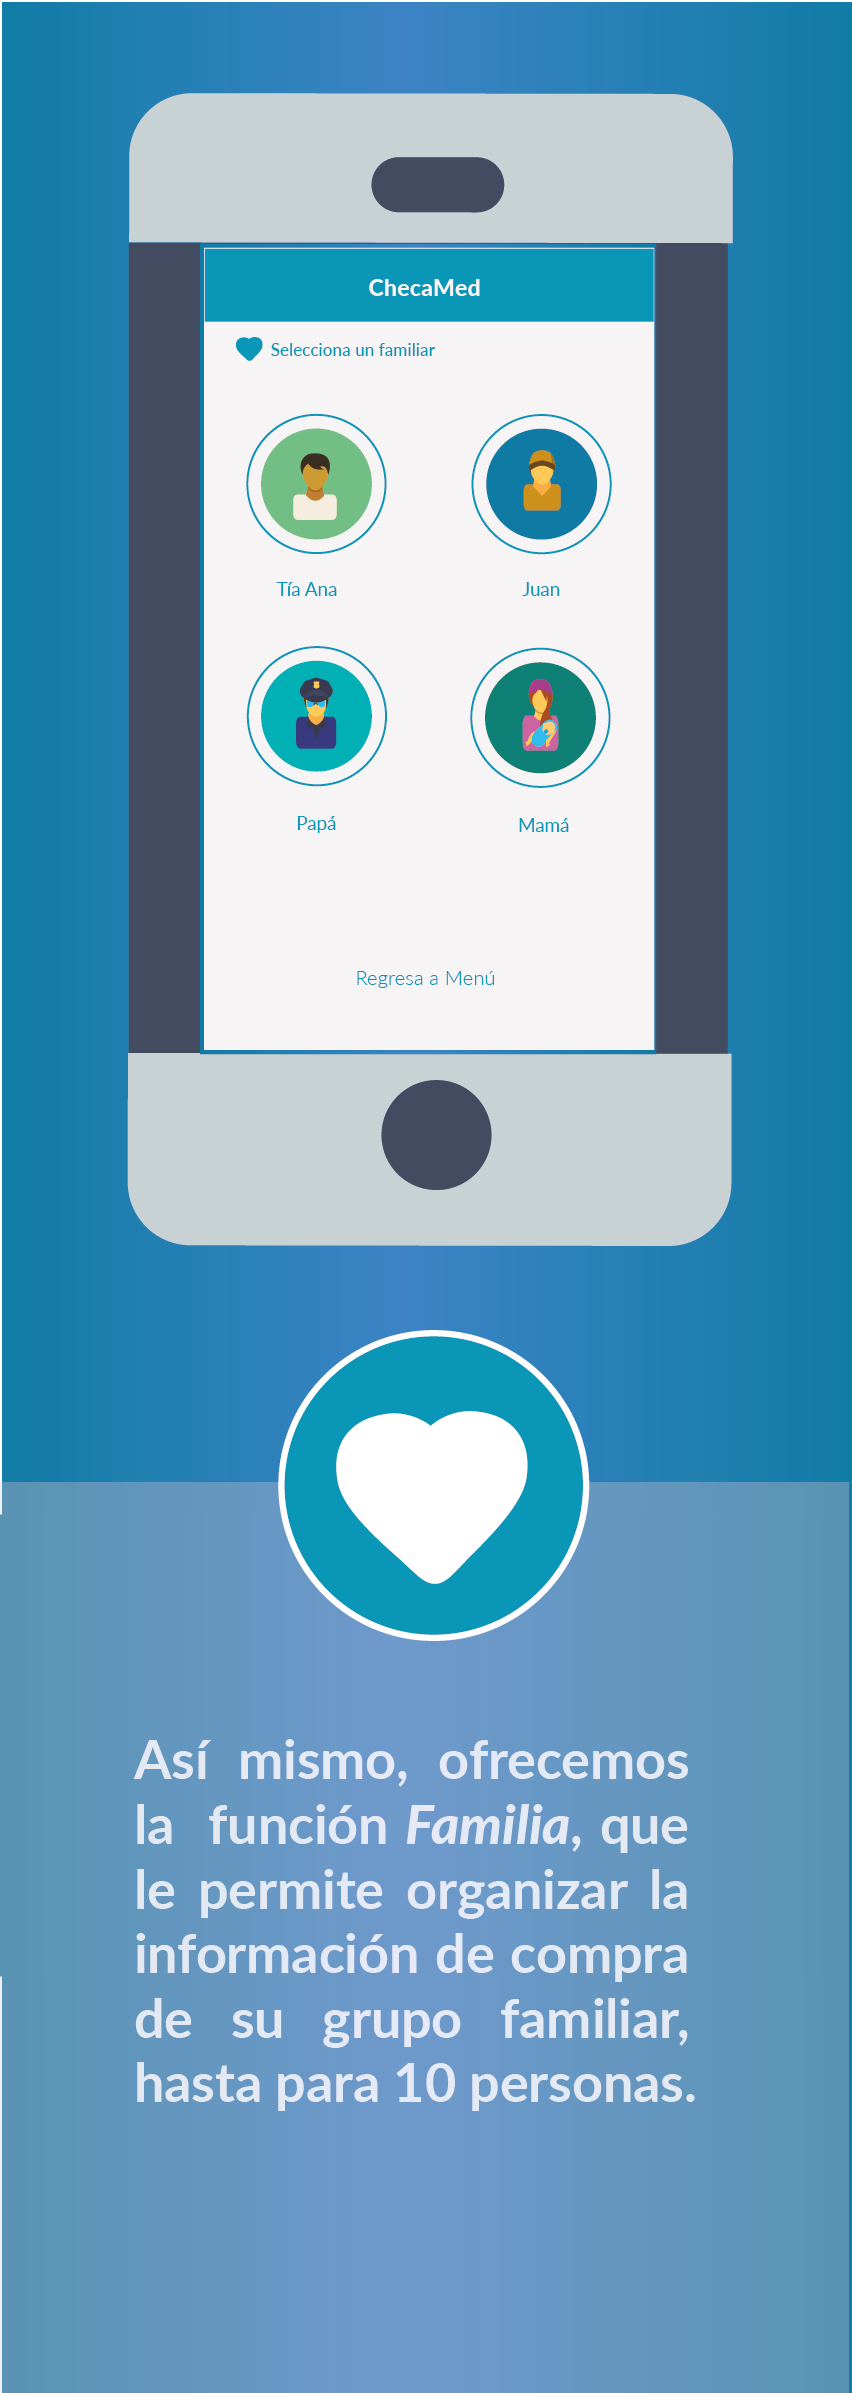 ChecaMed
Selecciona un familiar
Tía Ana
Juan
Papá
Mamá
Regresa a Menú
Así mismo, ofrecemos
la función Familia, que
le permite organizar la
información de compra
de su grupo familiar,
hasta para 10 personas.